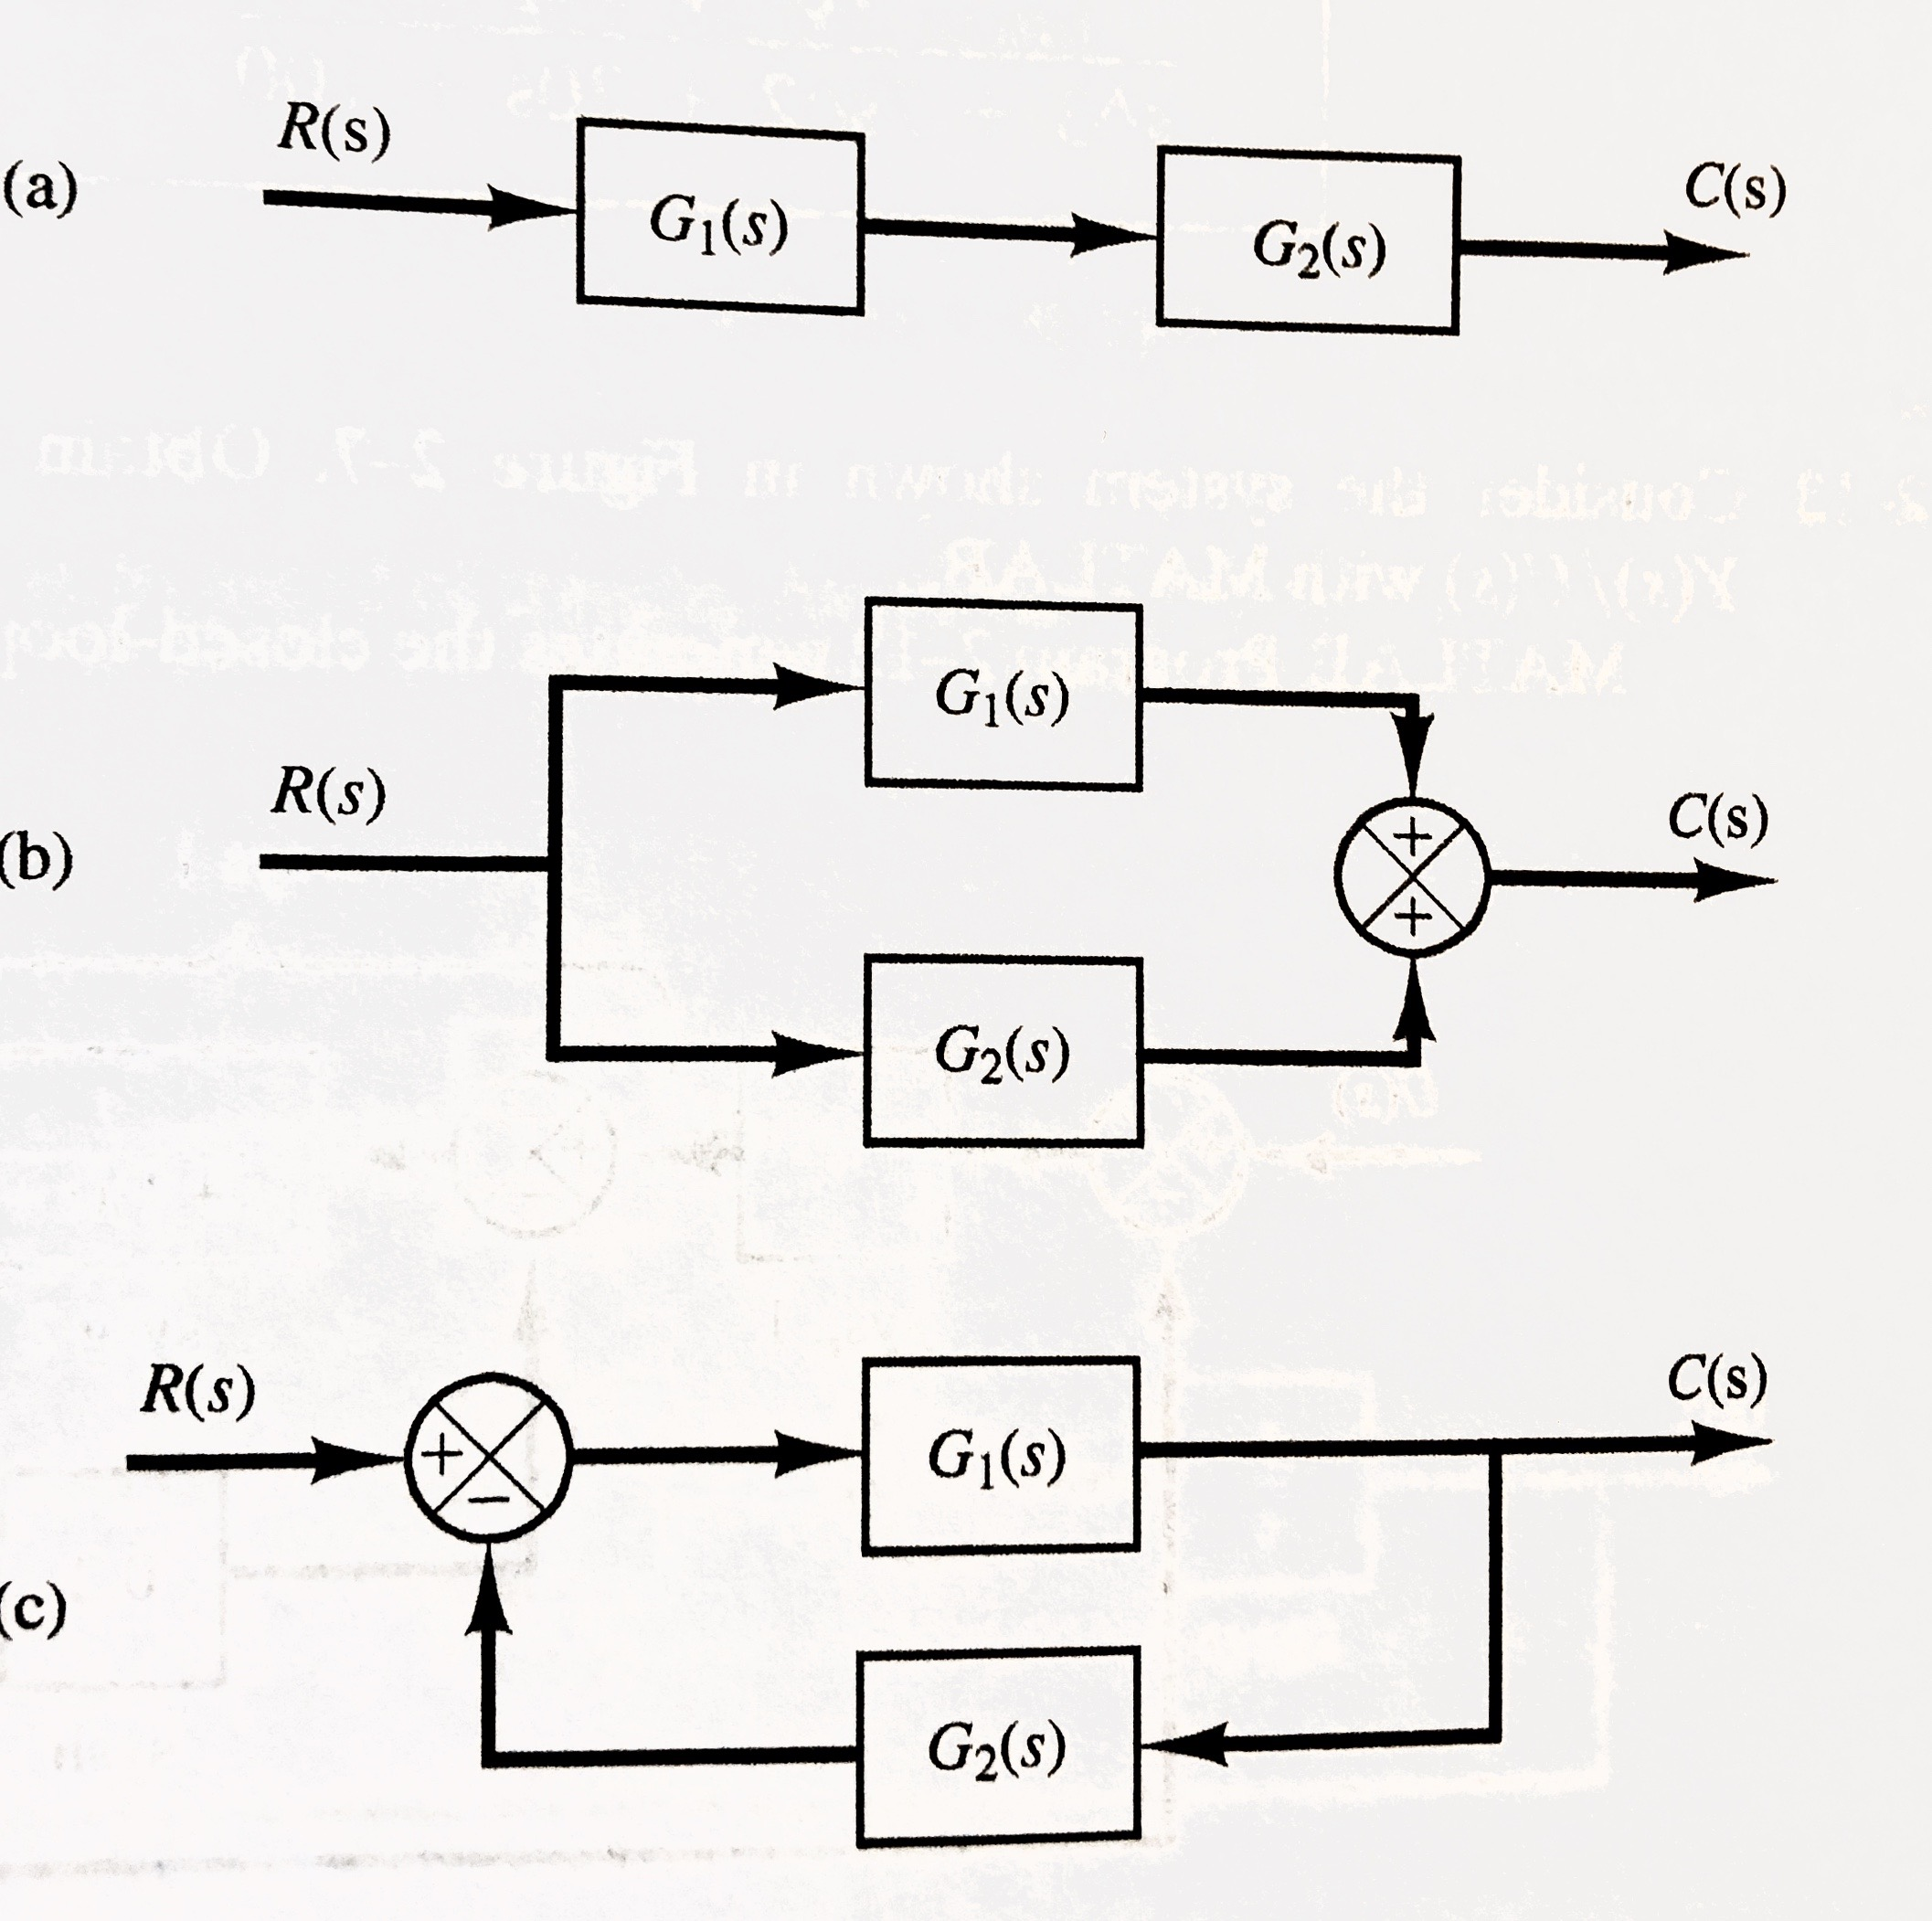 R(s)
(a) G1(s) G2(s) C(s)
G1(s)
R(s)
(b) + C(s)
+
G2(s)
R(s) C(s)
+ G1(s)
−
(c)
G2(s)